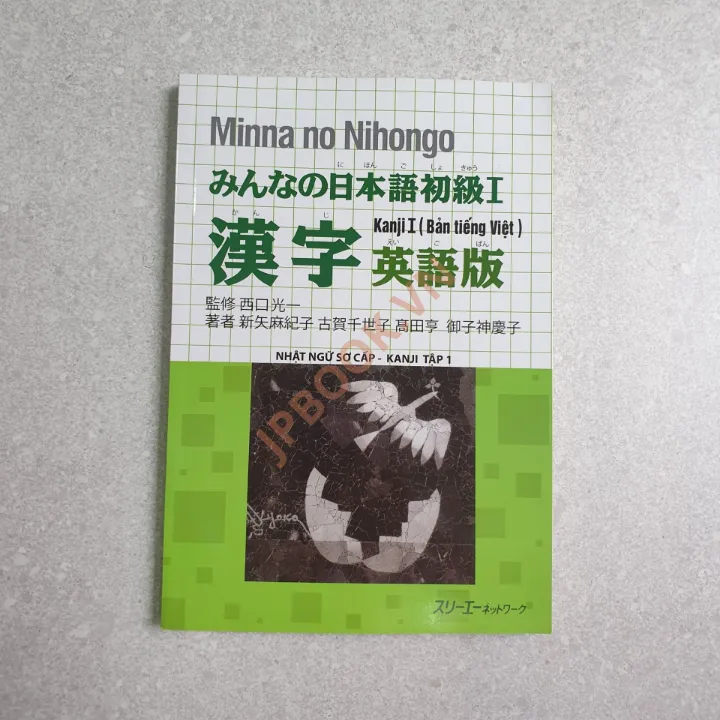 Minna no Nihongo
に ほん ご しょ きゅう
みんなの日本語初級I
かん じ
漢字
Kanji I ( Bản tiếng Việt )
えい ご ばん
英語版
監修 西口光一
著者 新矢麻紀子 古賀千世子 髙田亨 御子神慶子
NHẬT NGỮ SƠ CẤP - KANJI TẬP 1
JPBOOK.VN
スリーエーネットワーク